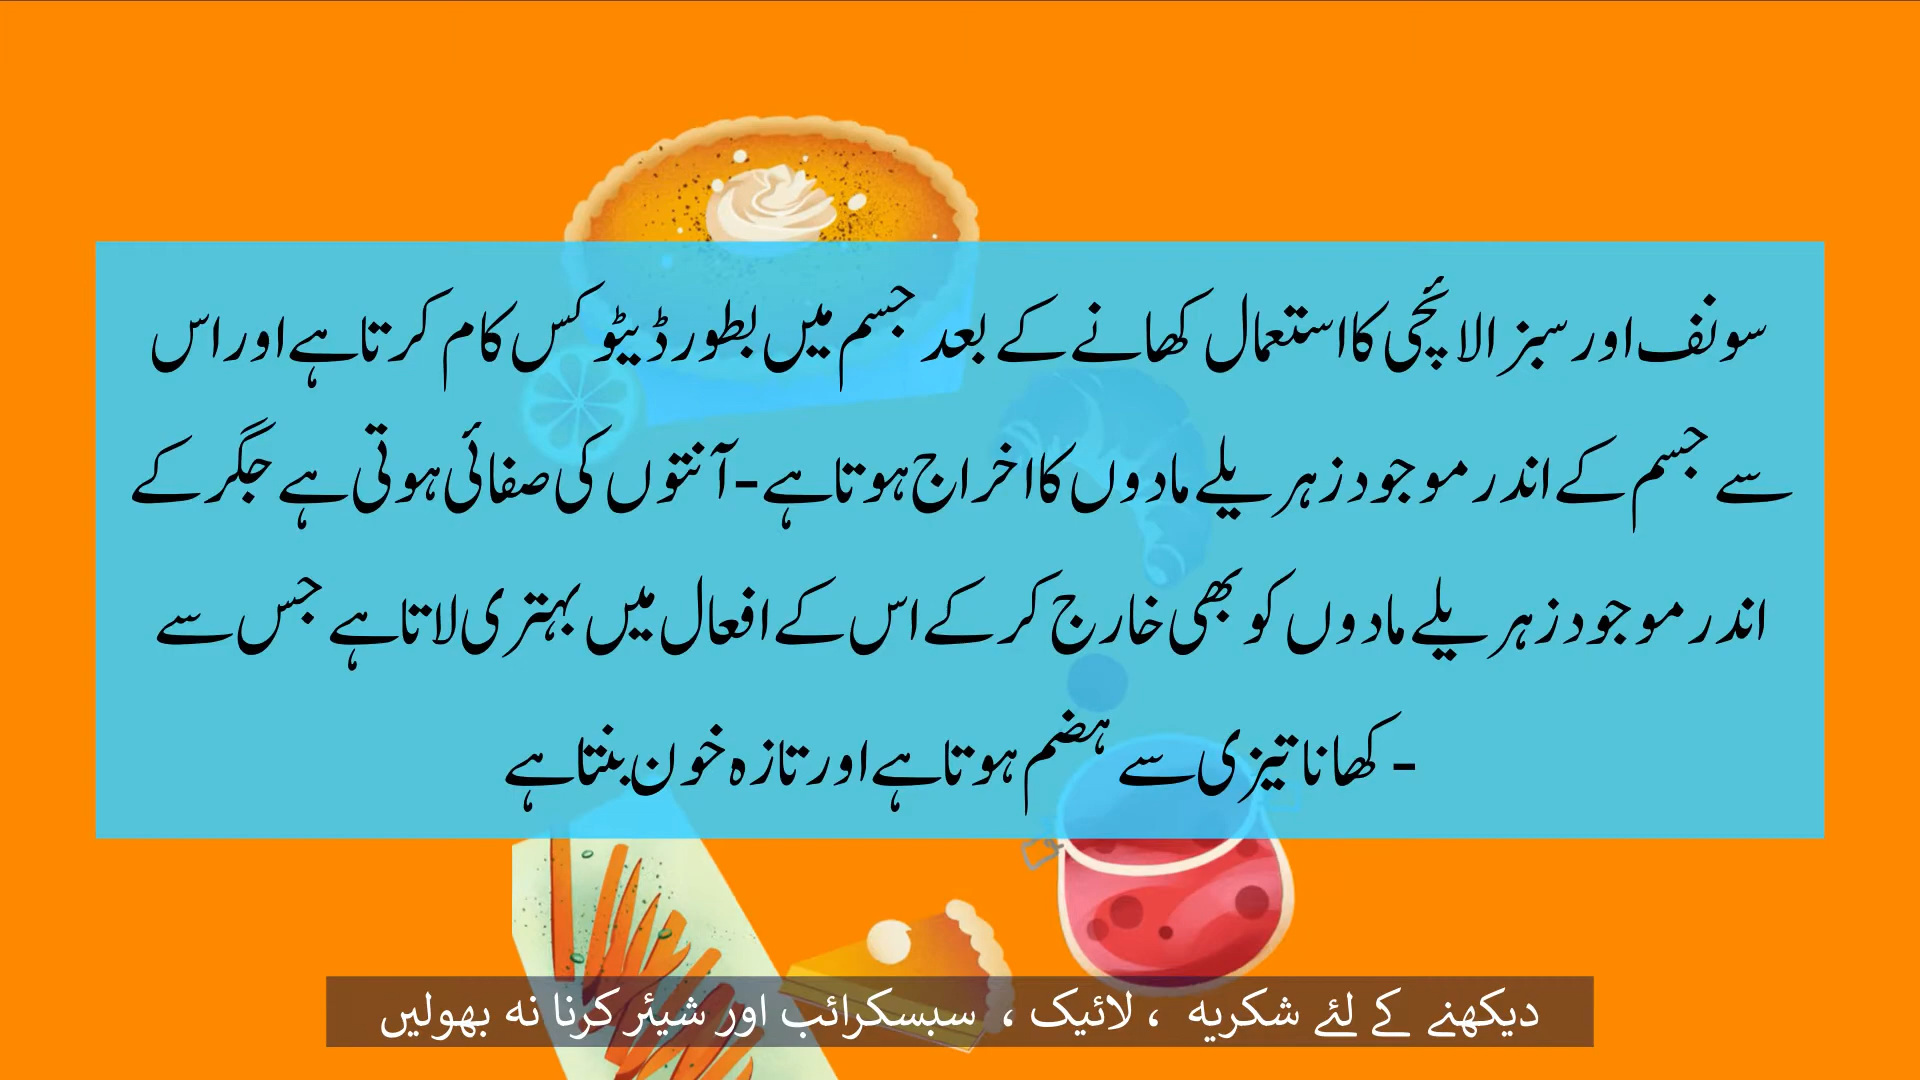 سونف اور سبز الائچی کا استعمال کھانے کے بعد جسم میں بطور ڈیٹوکس کام کرتا ہے اور اس
سے جسم کے اندر موجود زہریلے مادوں کا اخراج ہوتا ہے - آنتوں کی صفائی ہوتی ہے جگر کے
اندر موجود زہریلے مادوں کو بھی خارج کر کے اس کے افعال میں بہتری لاتا ہے جس سے
- کھانا تیزی سے ہضم ہوتا ہے اور تازہ خون بنتا ہے
دیکھنے کے لئے شکریہ ، لائیک ، سبسکرائب اور شیئر کرنا نہ بھولیں